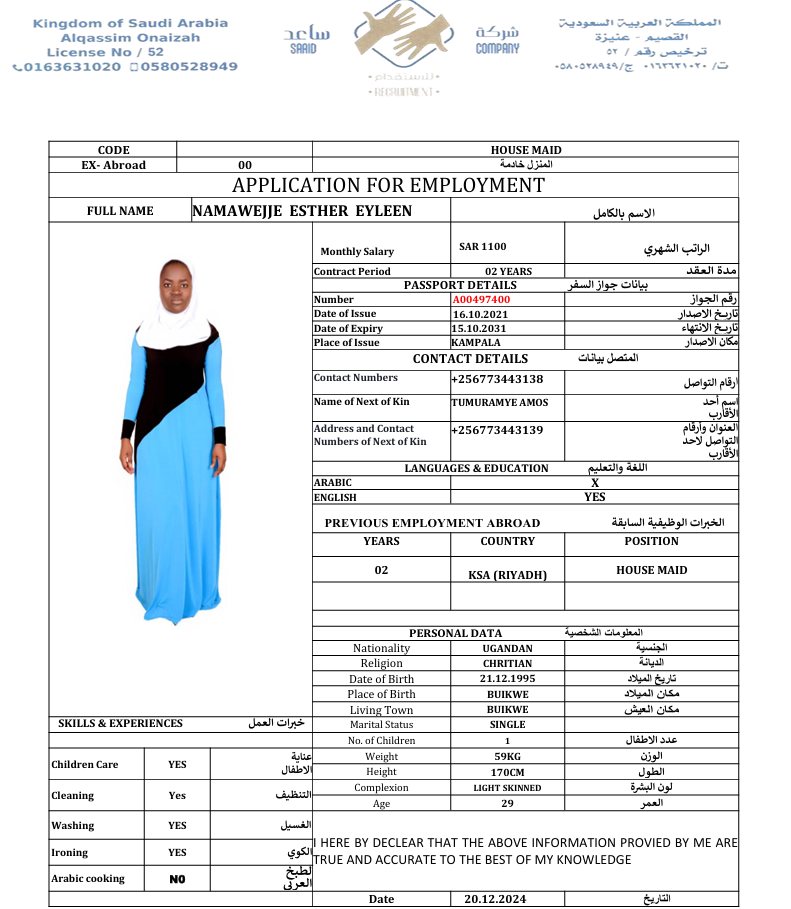 Kingdom of Saudi Arabia
Alqassim Onaizah
License No / 52
0163631020 0580528949
ساعد
SAAID
شركة
COMPANY
للاستقدام
RECRUITMENT
المملكة العربية السعودية
القصيم - عنيزة
ترخيص رقم / ٥٢
ت/ ٠١٦٣٦٣١٠٢٠ ج/ ٠٥٨٠٥٢٨٩٤٩
CODE HOUSE MAID
EX- Abroad 00 المنزل خادمة
APPLICATION FOR EMPLOYMENT
FULL NAME NAMAWEJJE ESTHER EYLEEN الاسم بالكامل
Monthly Salary SAR 1100 الراتب الشهري
Contract Period 02 YEARS مدة العقد
PASSPORT DETAILS بيانات جواز السفر
Number A00497400 رقم الجواز
Date of Issue 16.10.2021 تاريخ الاصدار
Date of Expiry 15.10.2031 تاريخ الانتهاء
Place of Issue KAMPALA مكان الاصدار
CONTACT DETAILS المتصل بيانات
Contact Numbers +256773443138 ارقام التواصل
Name of Next of Kin TUMURAMYE AMOS اسم أحد
الأقارب
Address and Contact +256773443139 العنوان وأرقام
Numbers of Next of Kin التواصل لاحد
الأقارب
LANGUAGES & EDUCATION اللغة والتعليم
ARABIC X
ENGLISH YES
PREVIOUS EMPLOYMENT ABROAD الخبرات الوظيفية السابقة
YEARS COUNTRY POSITION
02 KSA (RIYADH) HOUSE MAID
PERSONAL DATA المعلومات الشخصية
Nationality UGANDAN الجنسية
Religion CHRITIAN الديانة
Date of Birth 21.12.1995 تاريخ الميلاد
Place of Birth BUIKWE مكان الميلاد
Living Town BUIKWE مكان العيش
Marital Status SINGLE
No. of Children 1 عدد الاطفال
Weight 59KG الوزن
Height 170CM الطول
Complexion LIGHT SKINNED لون البشرة
Age 29 العمر
SKILLS & EXPERIENCES خبرات العمل
Children Care YES عناية
الاطفال
Cleaning Yes التنظيف
Washing YES الغسيل
Ironing YES الكوي
Arabic cooking NO لطبخ
العربي
I HERE BY DECLEAR THAT THE ABOVE INFORMATION PROVIED BY ME ARE
TRUE AND ACCURATE TO THE BEST OF MY KNOWLEDGE
Date 20.12.2024 التاريخ